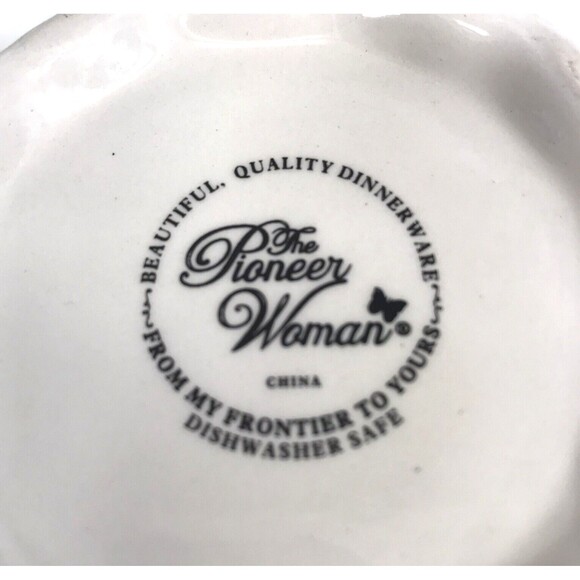 BEAUTIFUL, QUALITY DINNERWARE
The
Pioneer
Woman®
CHINA
FROM MY FRONTIER TO YOURS
DISHWASHER SAFE